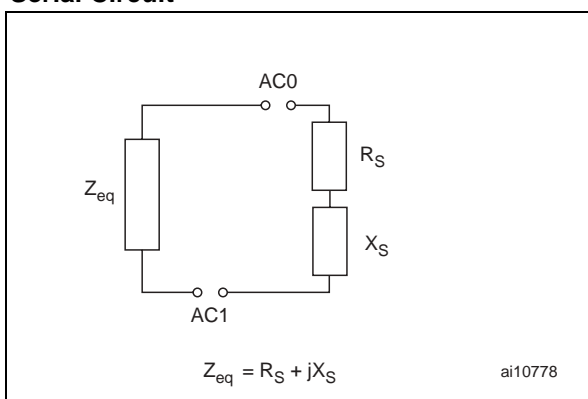 Serial Circuit
AC0
R_S
Z_eq
X_S
AC1
Z_eq = R_S + jX_S
ai10778